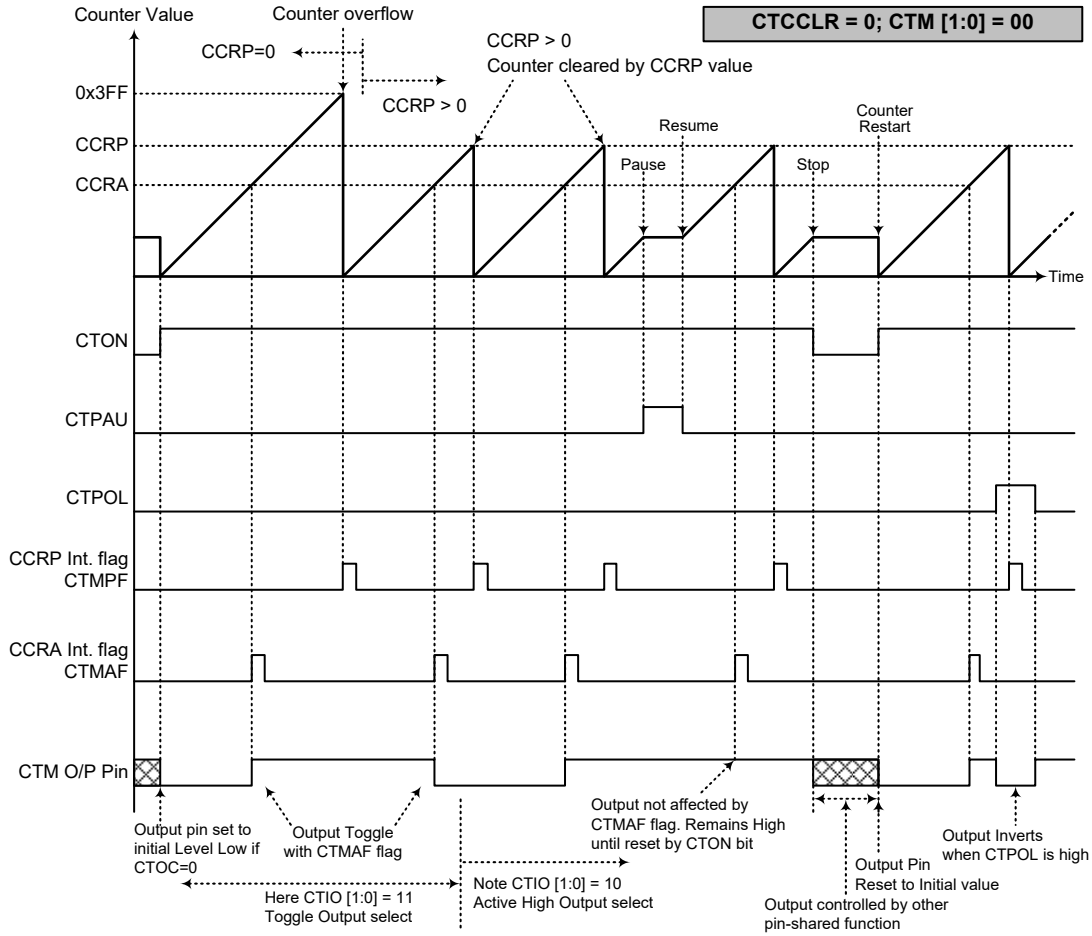 Counter Value
Counter overflow
CTCCLR = 0; CTM [1:0] = 00
CCRP=0
CCRP > 0
CCRP > 0
Counter cleared by CCRP value
0x3FF
CCRP
CCRA
Pause
Resume
Stop
Counter
Restart
Time
CTON
CTPAU
CTPOL
CCRP Int. flag
CTMPF
CCRA Int. flag
CTMAF
CTM O/P Pin
Output pin set to
initial Level Low if
CTOC=0
Output Toggle
with CTMAF flag
Here CTIO [1:0] = 11
Toggle Output select
Note CTIO [1:0] = 10
Active High Output select
Output not affected by
CTMAF flag. Remains High
until reset by CTON bit
Output Pin
Reset to Initial value
Output controlled by other
pin-shared function
Output Inverts
when CTPOL is high